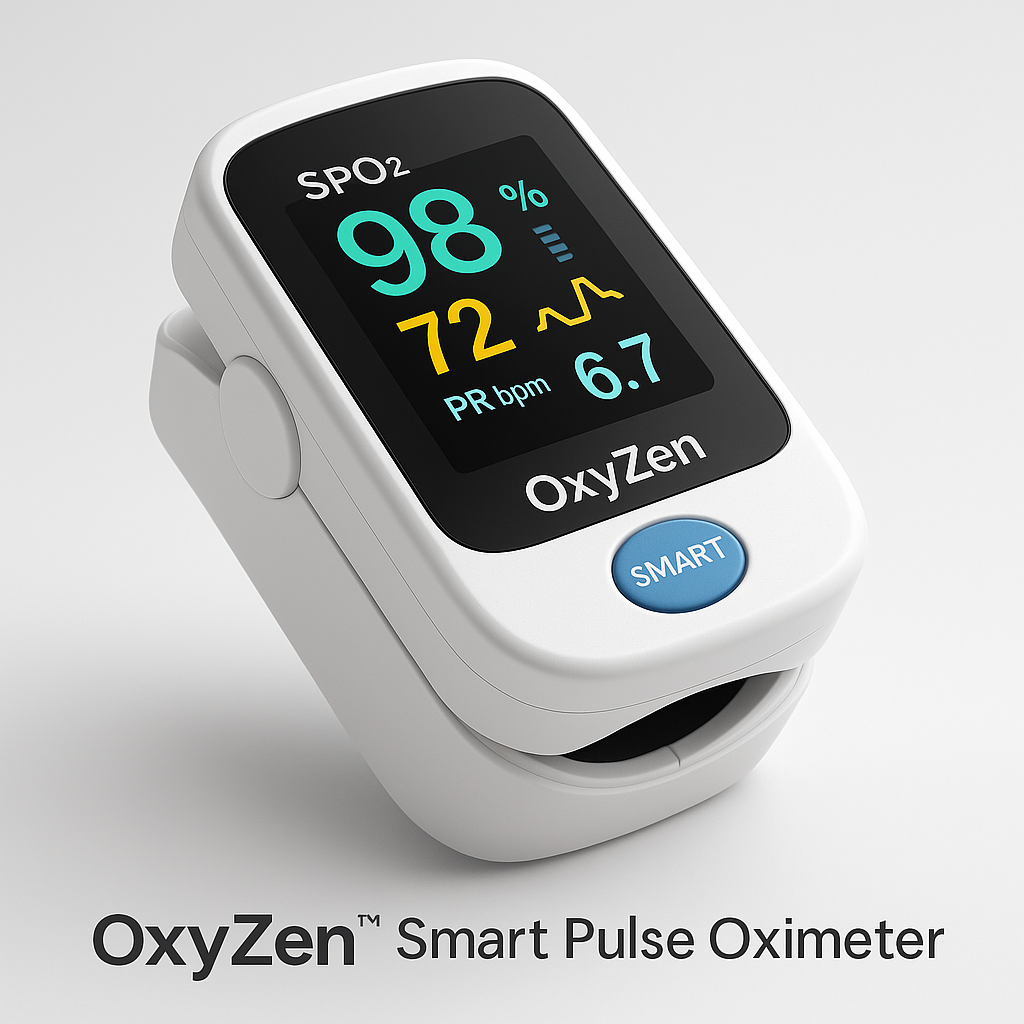 SPO2
98 %
72
PR bpm 6.7
OxyZen
SMART
OxyZen™ Smart Pulse Oximeter